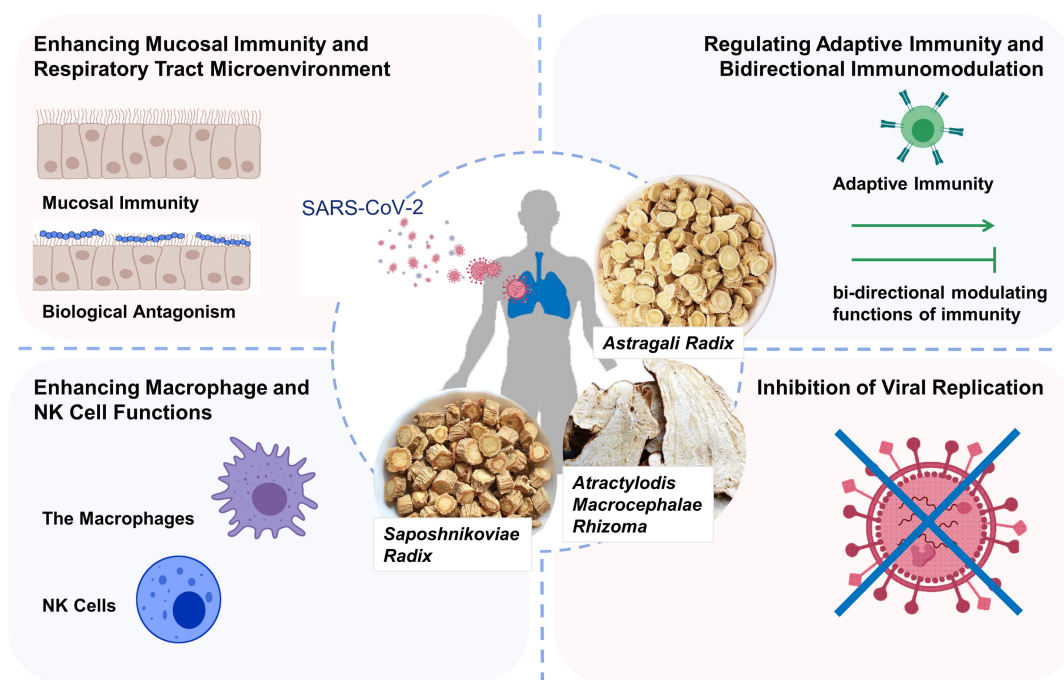 Enhancing Mucosal Immunity and
Respiratory Tract Microenvironment
Mucosal Immunity
Biological Antagonism
Regulating Adaptive Immunity and
Bidirectional Immunomodulation
Adaptive Immunity
bi-directional modulating
functions of immunity
SARS-CoV-2
Astragali Radix
Saposhnikoviae
Radix
Atractylodis
Macrocephalae
Rhizoma
Enhancing Macrophage and
NK Cell Functions
The Macrophages
NK Cells
Inhibition of Viral Replication